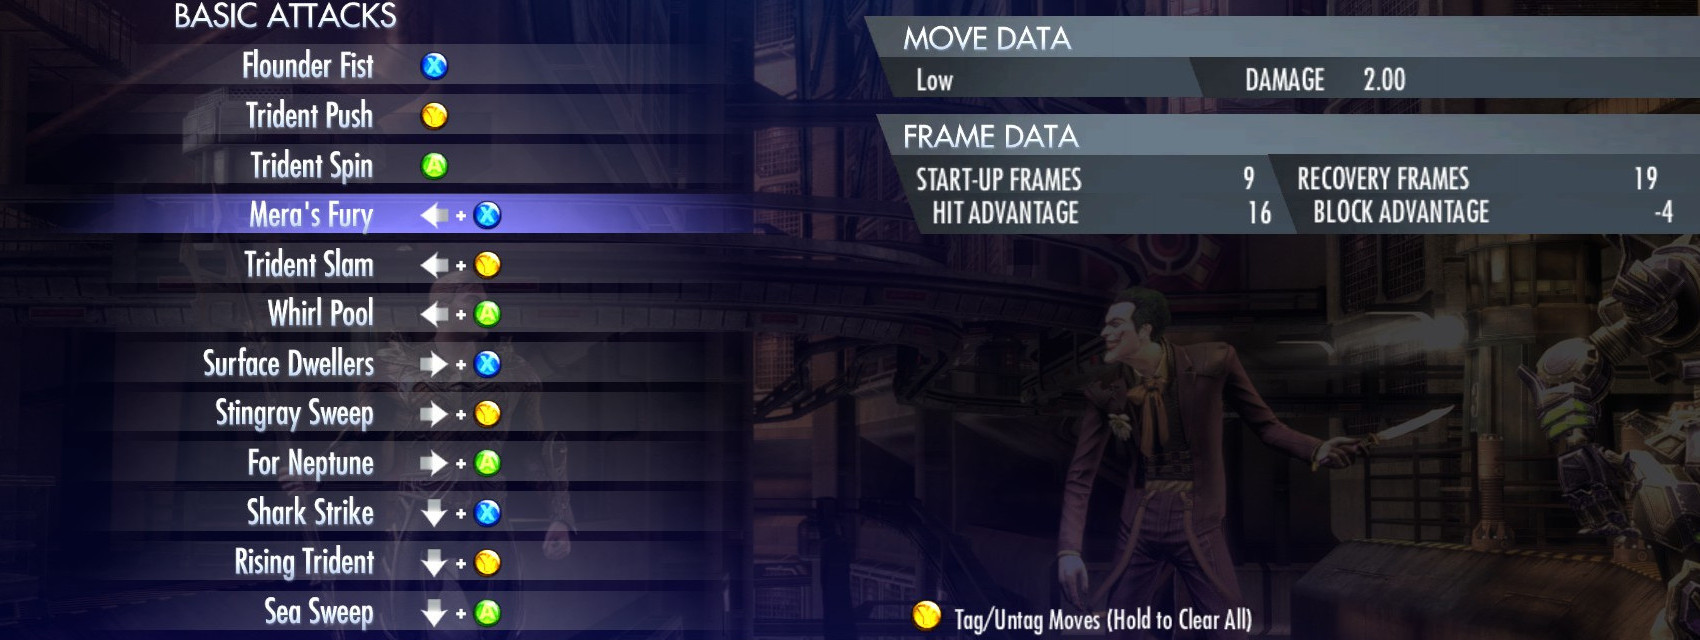 BASIC ATTACKS
Flounder Fist X
Trident Push Y
Trident Spin A
Mera's Fury + X
Trident Slam + Y
Whirl Pool + A
Surface Dwellers + X
Stingray Sweep + Y
For Neptune + A
Shark Strike + X
Rising Trident + Y
Sea Sweep + A
MOVE DATA
Low DAMAGE 2.00
FRAME DATA
START-UP FRAMES 9 RECOVERY FRAMES 19
HIT ADVANTAGE 16 BLOCK ADVANTAGE -4
Y Tag/Untag Moves (Hold to Clear All)